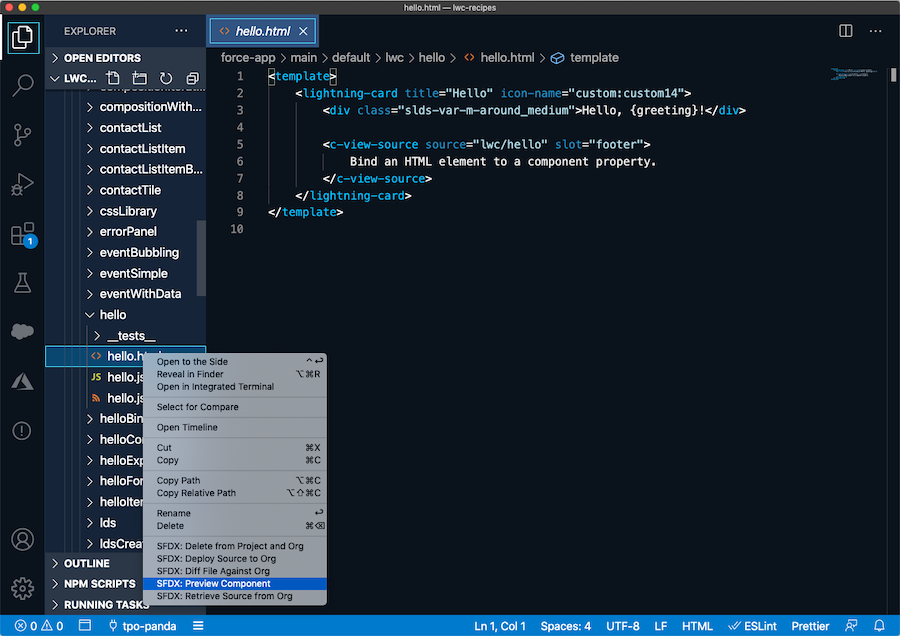 hello.html — lwc-recipes
EXPLORER
hello.html
OPEN EDITORS
LWC...
compositionWith...
contactList
contactListItem
contactListItemB...
contactTile
cssLibrary
errorPanel
eventBubbling
eventSimple
eventWithData
hello
__tests__
hello.html
JS hello.js
hello.js
helloBin
helloCo
helloExp
helloFor
helloIter
lds
ldsCrea
OUTLINE
NPM SCRIPTS
RUNNING TASKS
1
force-app > main > default > lwc > hello > hello.html > template
1 <template>
2 <lightning-card title="Hello" icon-name="custom:custom14">
3 <div class="slds-var-m-around_medium">Hello, {greeting}!</div>
4
5 <c-view-source source="lwc/hello" slot="footer">
6 Bind an HTML element to a component property.
7 </c-view-source>
8 </lightning-card>
9 </template>
10
Open to the Side ⌃↩
Reveal in Finder ⌥⌘R
Open in Integrated Terminal
Select for Compare
Open Timeline
Cut ⌘X
Copy ⌘C
Copy Path ⌥⌘C
Copy Relative Path ⌥⇧⌘C
Rename ↩
Delete ⌘⌫
SFDX: Delete from Project and Org
SFDX: Deploy Source to Org
SFDX: Diff File Against Org
SFDX: Preview Component
SFDX: Retrieve Source from Org
0 0 tpo-panda Ln 1, Col 1 Spaces: 4 UTF-8 LF HTML ESLint Prettier